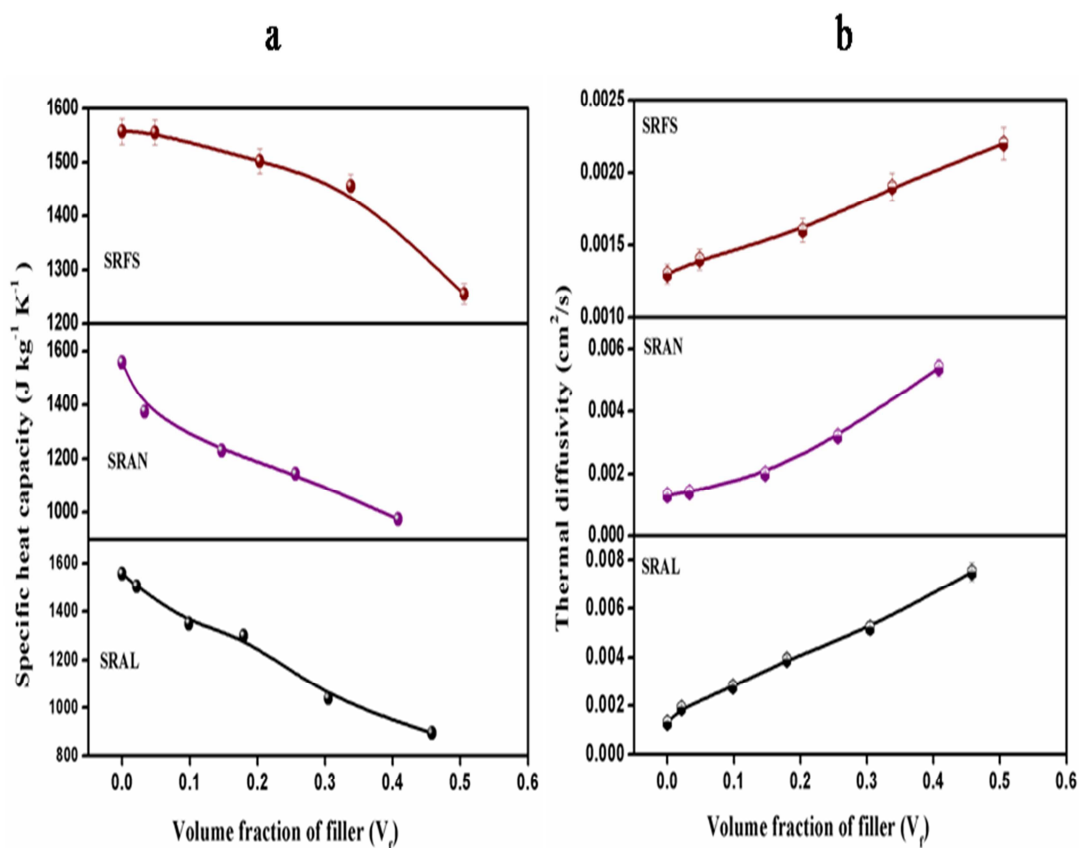 a
b
Specific heat capacity (J kg⁻¹ K⁻¹)
1600
1500
1400
1300
1200
SRFS
1600
1400
1200
1000
SRAN
1600
1400
1200
1000
800
SRAL
0.0 0.1 0.2 0.3 0.4 0.5 0.6
Volume fraction of filler (V_f)
Thermal diffusivity (cm²/s)
0.0025
0.0020
0.0015
0.0010
SRFS
0.006
0.004
0.002
0.000
SRAN
0.008
0.006
0.004
0.002
0.000
SRAL
0.0 0.1 0.2 0.3 0.4 0.5 0.6
Volume fraction of filler (V_f)